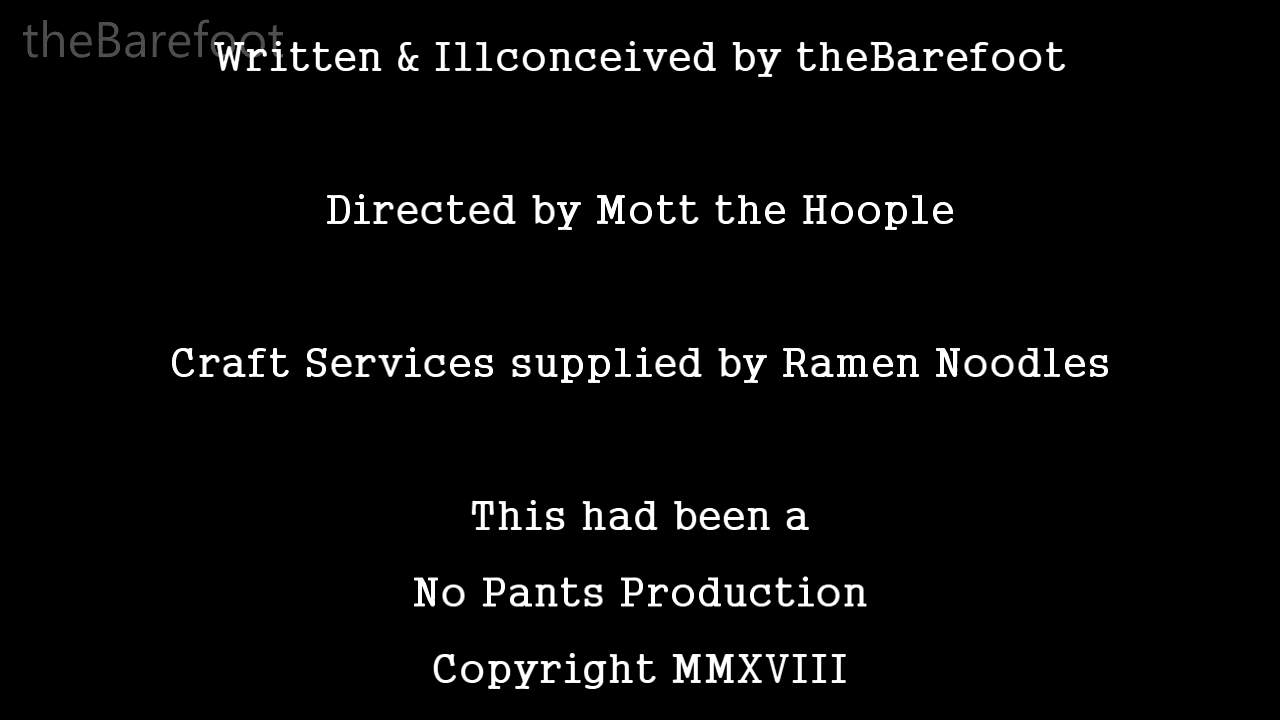 theBarefoot
Written & Illconceived by theBarefoot
Directed by Mott the Hoople
Craft Services supplied by Ramen Noodles
This had been a
No Pants Production
Copyright MMXVIII